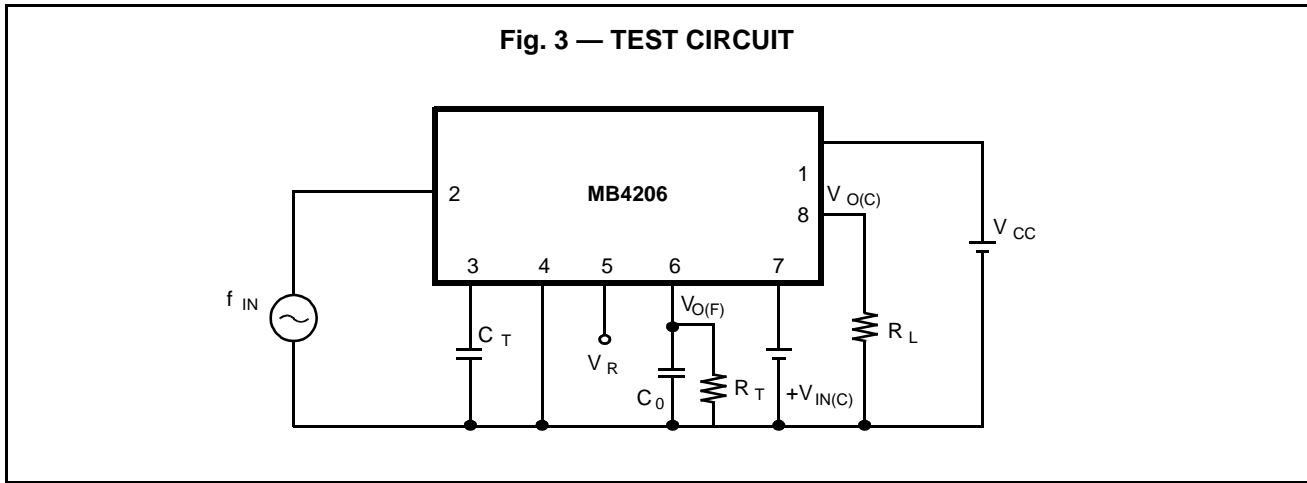 Fig. 3 — TEST CIRCUIT
MB4206
1
2
V O(C)
8
V CC
3 4 5 6 7
f IN
V O(F)
C T
R L
V R
C 0
R T
+V IN(C)